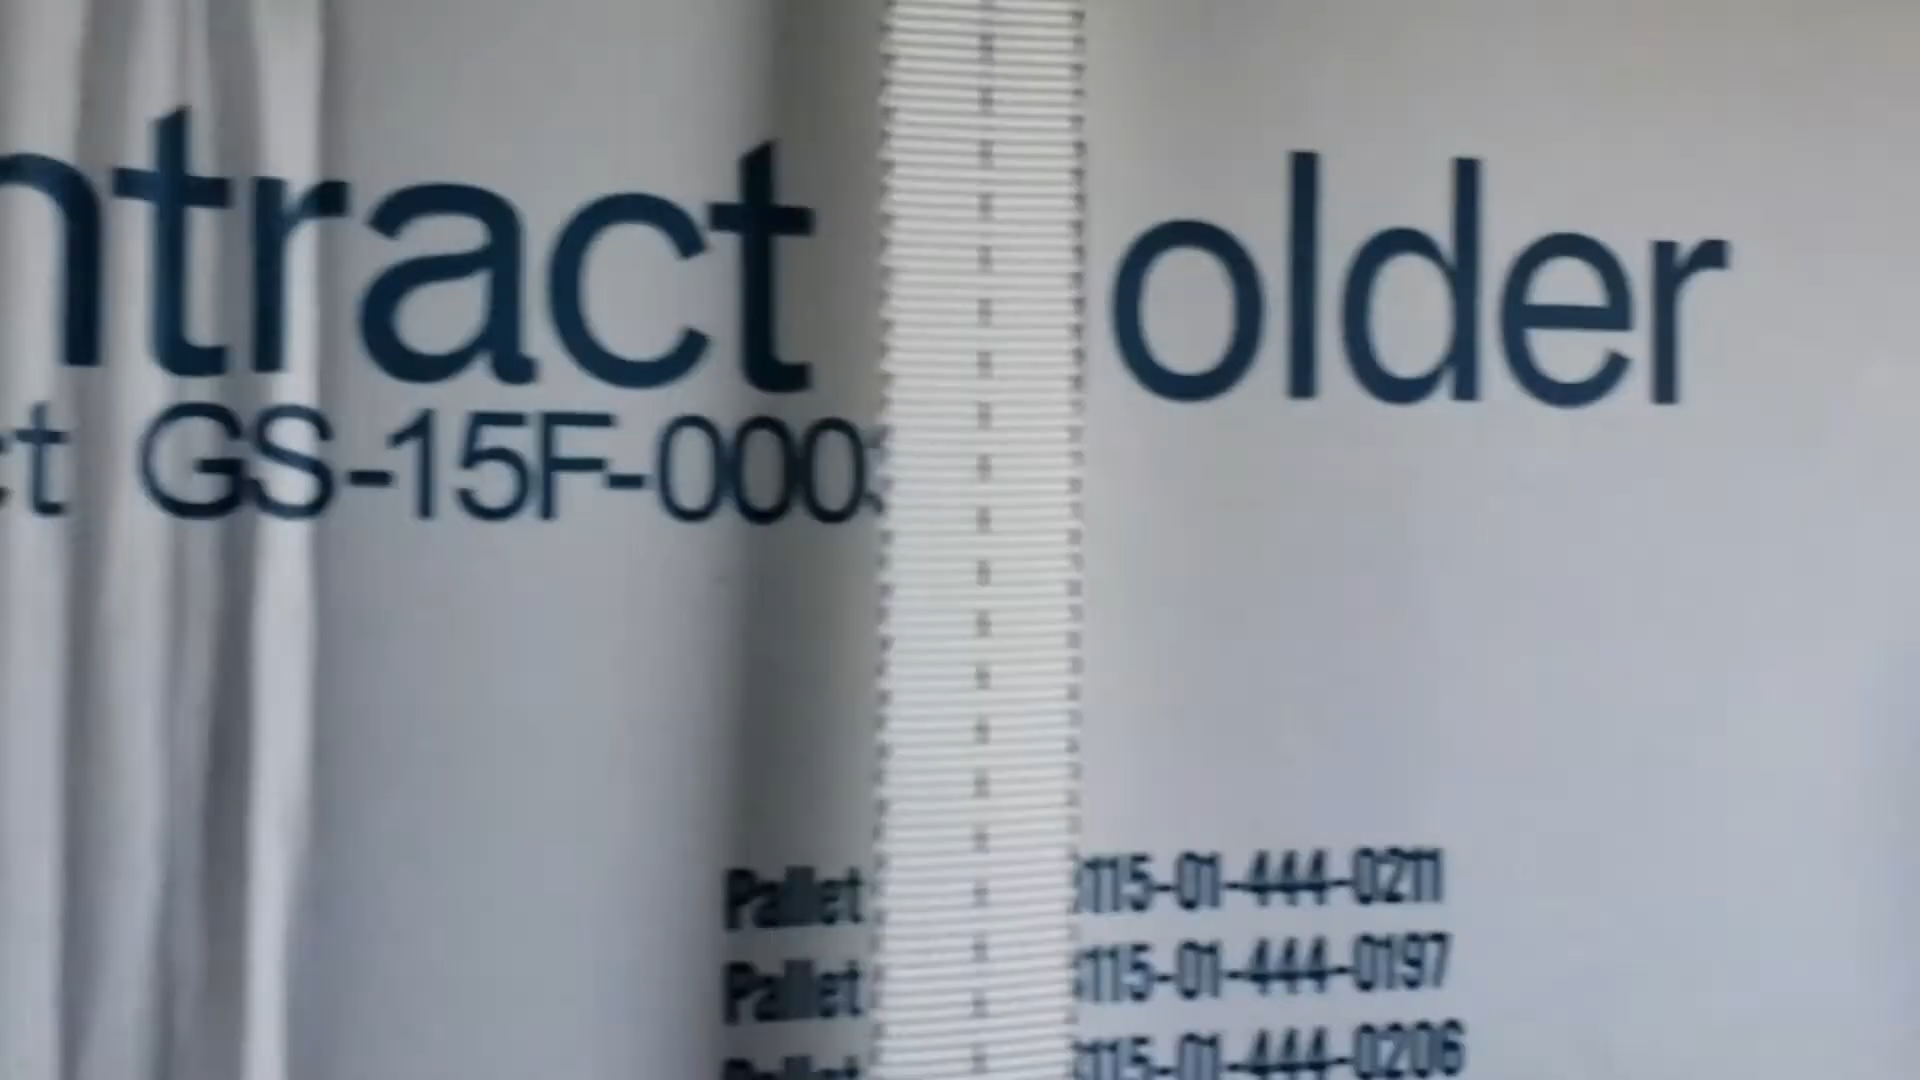 ntract older
ct GS-15F-000
Pallet 115-01-444-0211
Pallet 115-01-444-0197
Pallet 115-01-444-0206